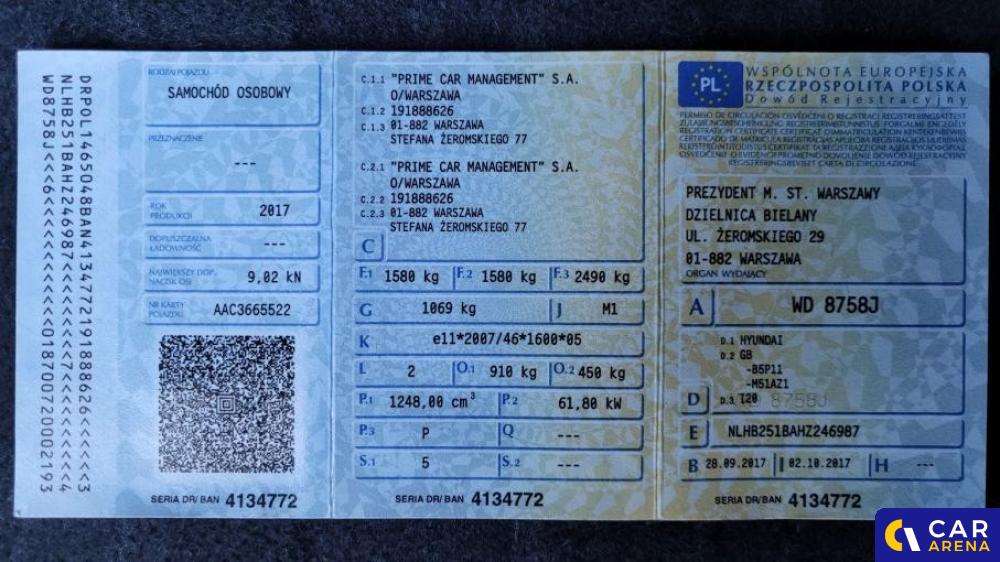 DRPOL1465048BAN4134772191888626<<<<<3
NLHB251BAHZ246987<<<<<<<<<7<<<<<<<<4
WD8758J<<6<<<<<<<<<<<<0187007200002193
RODZAJ POJAZDU
SAMOCHÓD OSOBOWY
PRZEZNACZENIE
---
ROK PRODUKCJI 2017
DOPUSZCZALNA ŁADOWNOŚĆ ---
NAJWIĘKSZY DOP. NACISK OSI 9,02 kN
NR KARTY POJAZDU AAC3665522
SERIA DR/BAN 4134772
C.1.1 "PRIME CAR MANAGEMENT" S.A.
O/WARSZAWA
C.1.2 191888626
C.1.3 01-882 WARSZAWA
STEFANA ŻEROMSKIEGO 77
C.2.1 "PRIME CAR MANAGEMENT" S.A.
O/WARSZAWA
C.2.2 191888626
C.2.3 01-882 WARSZAWA
STEFANA ŻEROMSKIEGO 77
C
F.1 1580 kg F.2 1580 kg F.3 2490 kg
G 1069 kg J M1
K e11*2007/46*1600*05
L 2 O.1 910 kg O.2 450 kg
P.1 1248,00 cm³ P.2 61,80 kW
P.3 P Q ---
S.1 5 S.2 ---
SERIA DR/BAN 4134772
PL
WSPÓLNOTA EUROPEJSKA
RZECZPOSPOLITA POLSKA
Dowód Rejestracyjny
PREZYDENT M. ST. WARSZAWY
DZIELNICA BIELANY
UL. ŻEROMSKIEGO 29
01-882 WARSZAWA
ORGAN WYDAJĄCY
A WD 8758J
D.1 HYUNDAI
D.2 GB
-B5P11
-M51AZ1
D D.3 I20
E NLHB251BAHZ246987
B 28.09.2017 I 02.10.2017 H ---
SERIA DR/BAN 4134772
CAR
ARENA